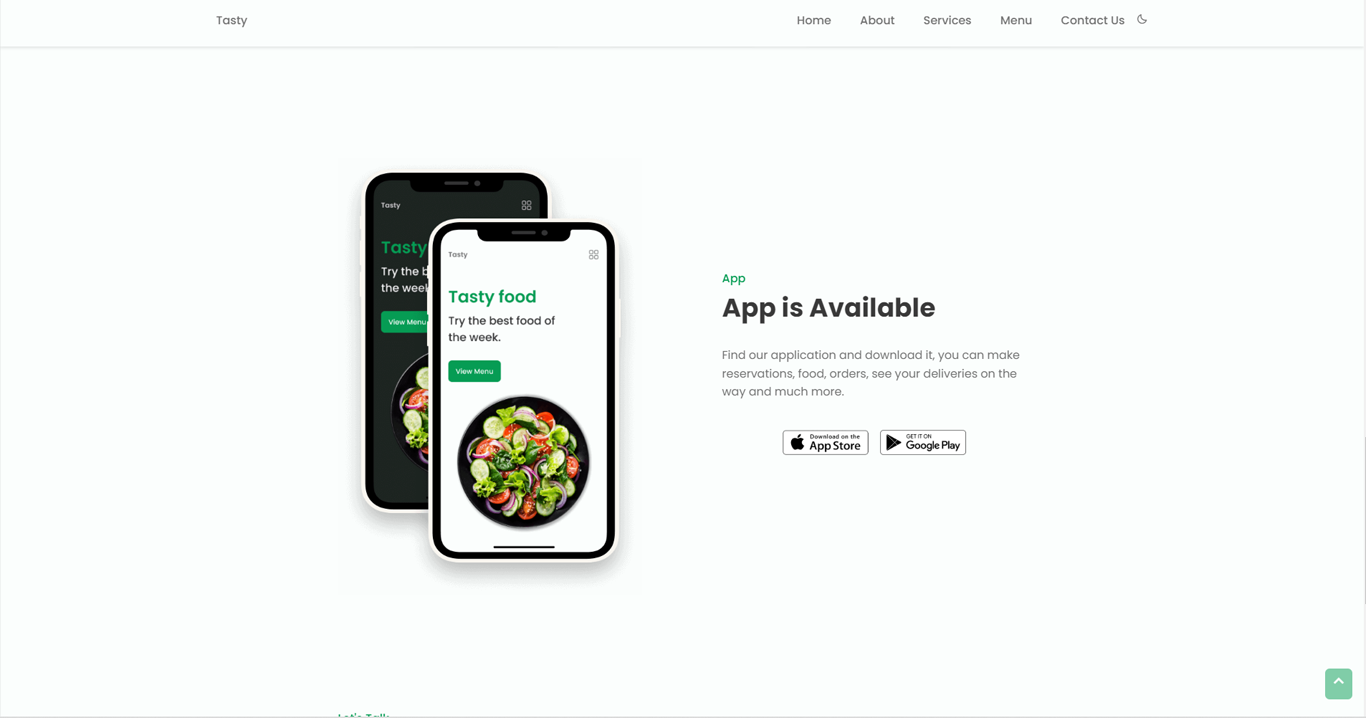 Tasty
Home About Services Menu Contact Us
Tasty
Tasty
Try the b
the week
View Menu
Tasty
Tasty food
Try the best food of
the week.
View Menu
App
App is Available
Find our application and download it, you can make
reservations, food, orders, see your deliveries on the
way and much more.
Download on the
App Store
GET IT ON
Google Play
Let's Talk